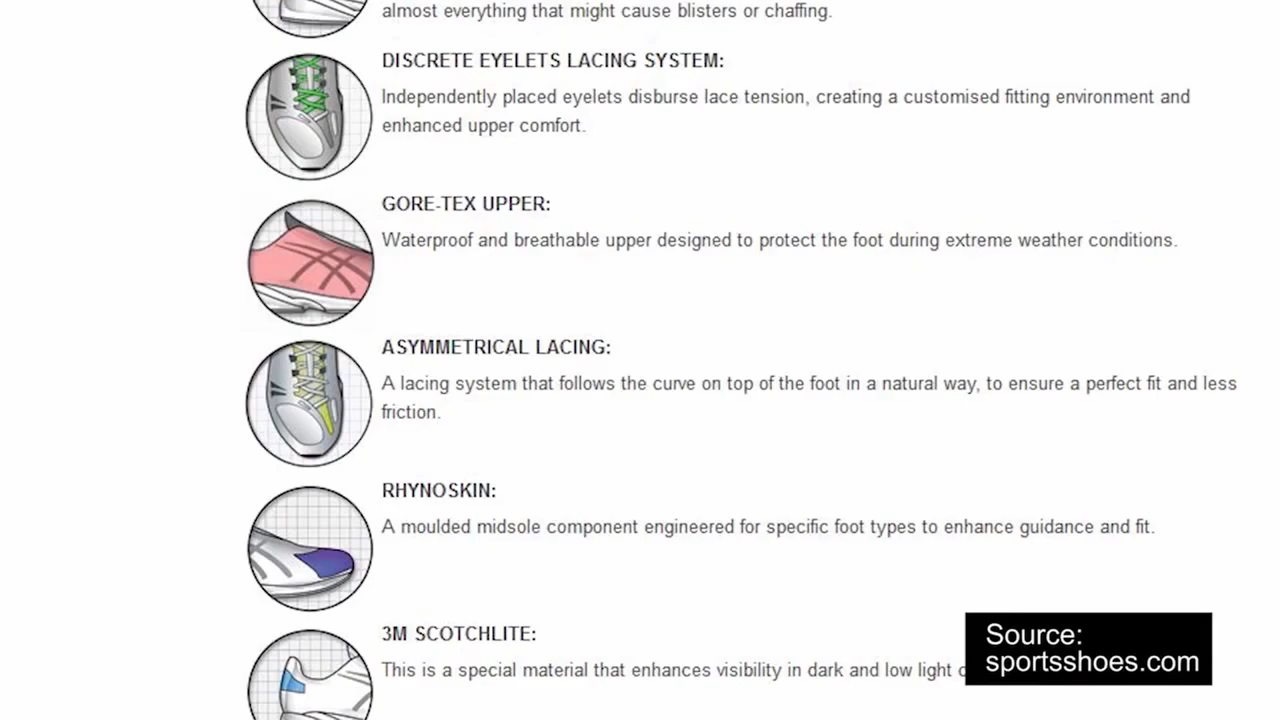 almost everything that might cause blisters or chaffing.
DISCRETE EYELETS LACING SYSTEM:
Independently placed eyelets disburse lace tension, creating a customised fitting environment and
enhanced upper comfort.
GORE-TEX UPPER:
Waterproof and breathable upper designed to protect the foot during extreme weather conditions.
ASYMMETRICAL LACING:
A lacing system that follows the curve on top of the foot in a natural way, to ensure a perfect fit and less
friction.
RHYNOSKIN:
A moulded midsole component engineered for specific foot types to enhance guidance and fit.
3M SCOTCHLITE:
This is a special material that enhances visibility in dark and low light
Source:
sportsshoes.com